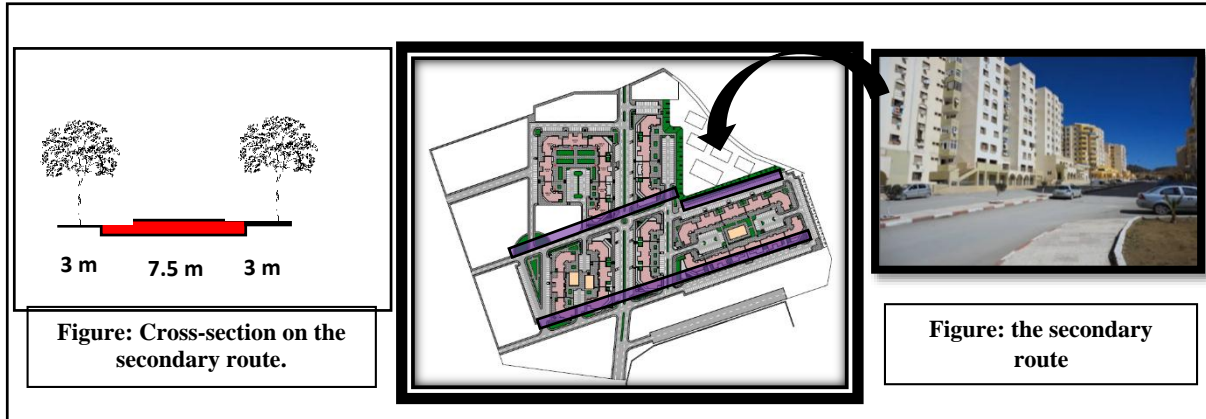 3 m 7.5 m 3 m
Figure: Cross-section on the
secondary route.
Figure: the secondary
route